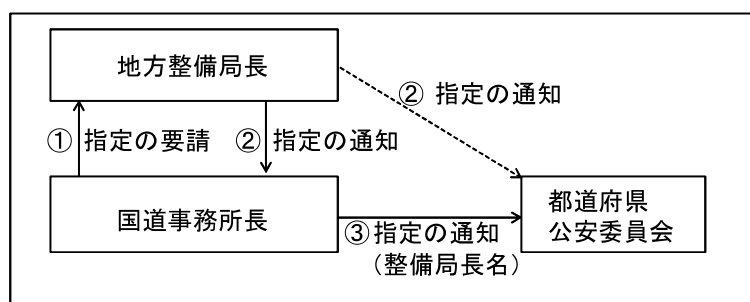 地方整備局長
② 指定の通知
① 指定の要請
② 指定の通知
国道事務所長
都道府県
公安委員会
③指定の通知
（整備局長名）